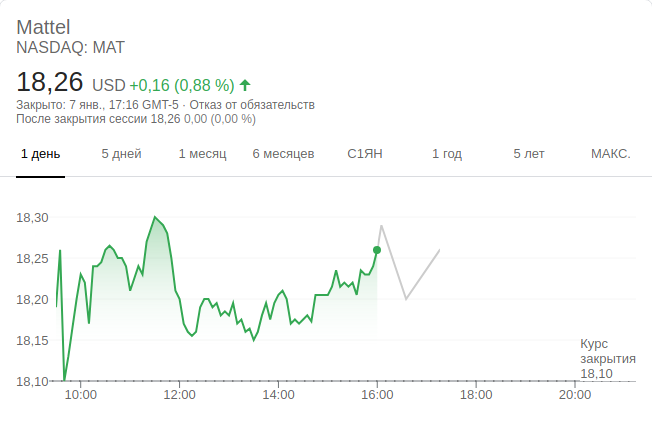 Mattel
NASDAQ: MAT
18,26 USD +0,16 (0,88 %)
Закрыто: 7 янв., 17:16 GMT-5 · Отказ от обязательств
После закрытия сессии 18,26 0,00 (0,00 %)
1 день 5 дней 1 месяц 6 месяцев С1ЯН 1 год 5 лет МАКС.
18,30
18,25
18,20
18,15
18,10
Курс
закрытия
18,10
10:00 12:00 14:00 16:00 18:00 20:00